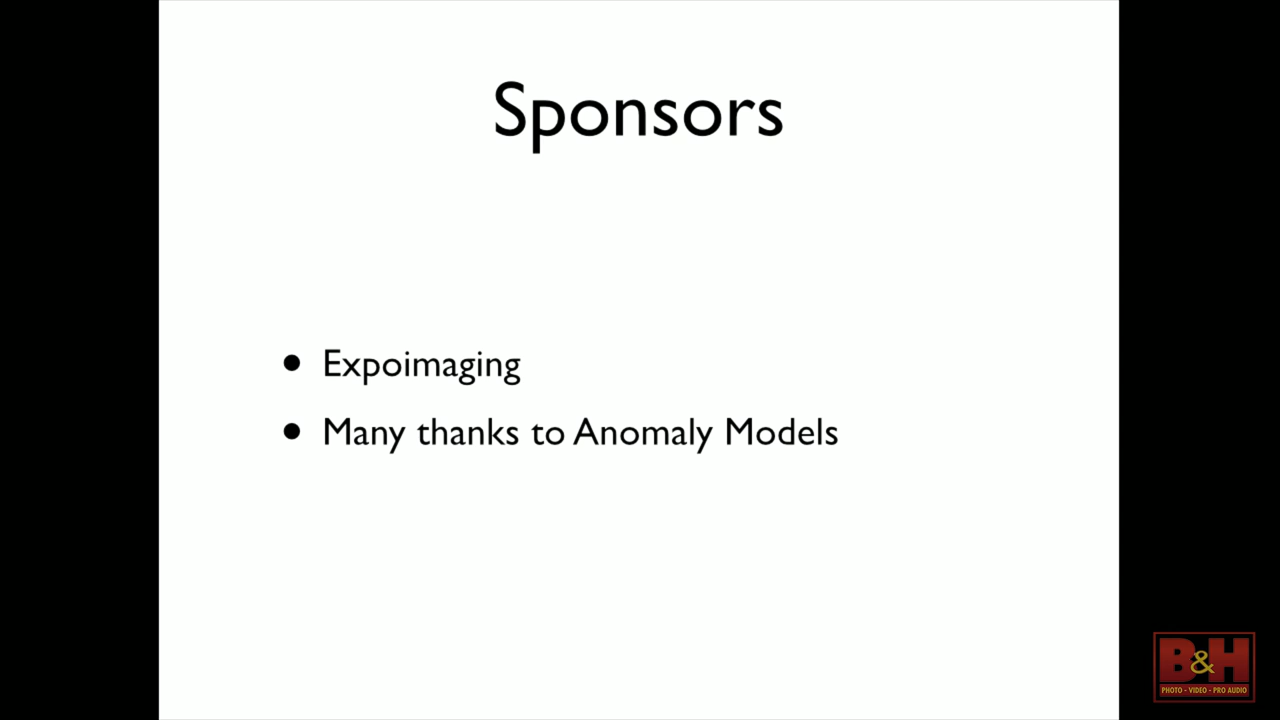 Sponsors
• Expoimaging
• Many thanks to Anomaly Models
B&H
PHOTO - VIDEO - PRO AUDIO